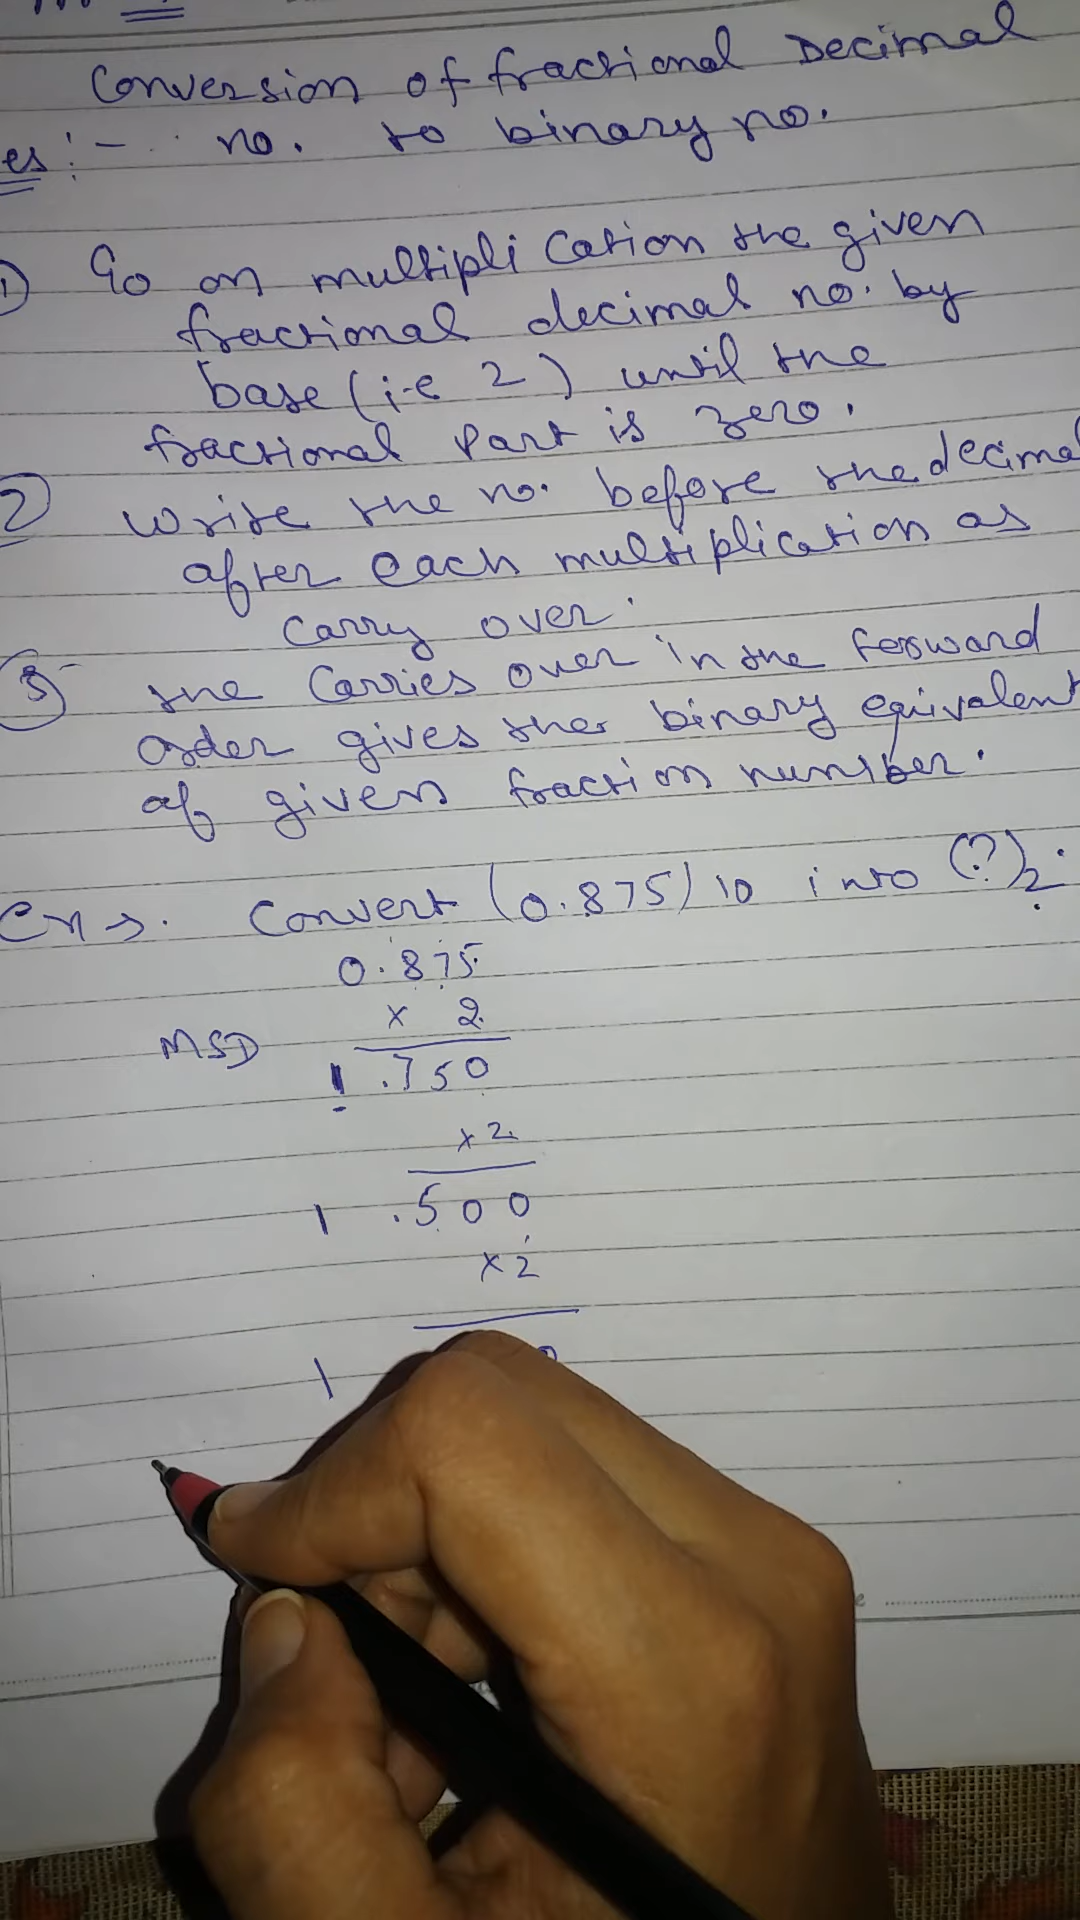 Conversion of fractional Decimal
es :- no. to binary no.
1) Go on multipli cation the given
fractional decimal no. by
base (i-e 2) until the
fractional Part is zero.
2 write the no. before the decimal
after each multiplication as
carry over.
3 the Carries over in the forward
order gives the binary equivalent
of given fraction number.
Convert (0.875)10 into (?)2.
0.875
x 2
MSD 1 .750
x 2
1 .500
x 2
1